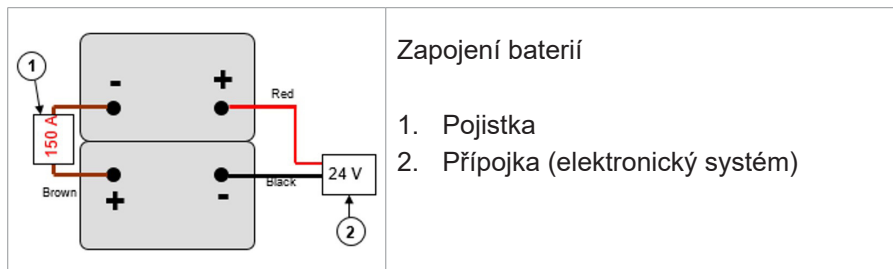 1
-
+
Red
150 A
Brown
+
-
Black
24 V
2
Zapojení baterií
1. Pojistka
2. Přípojka (elektronický systém)